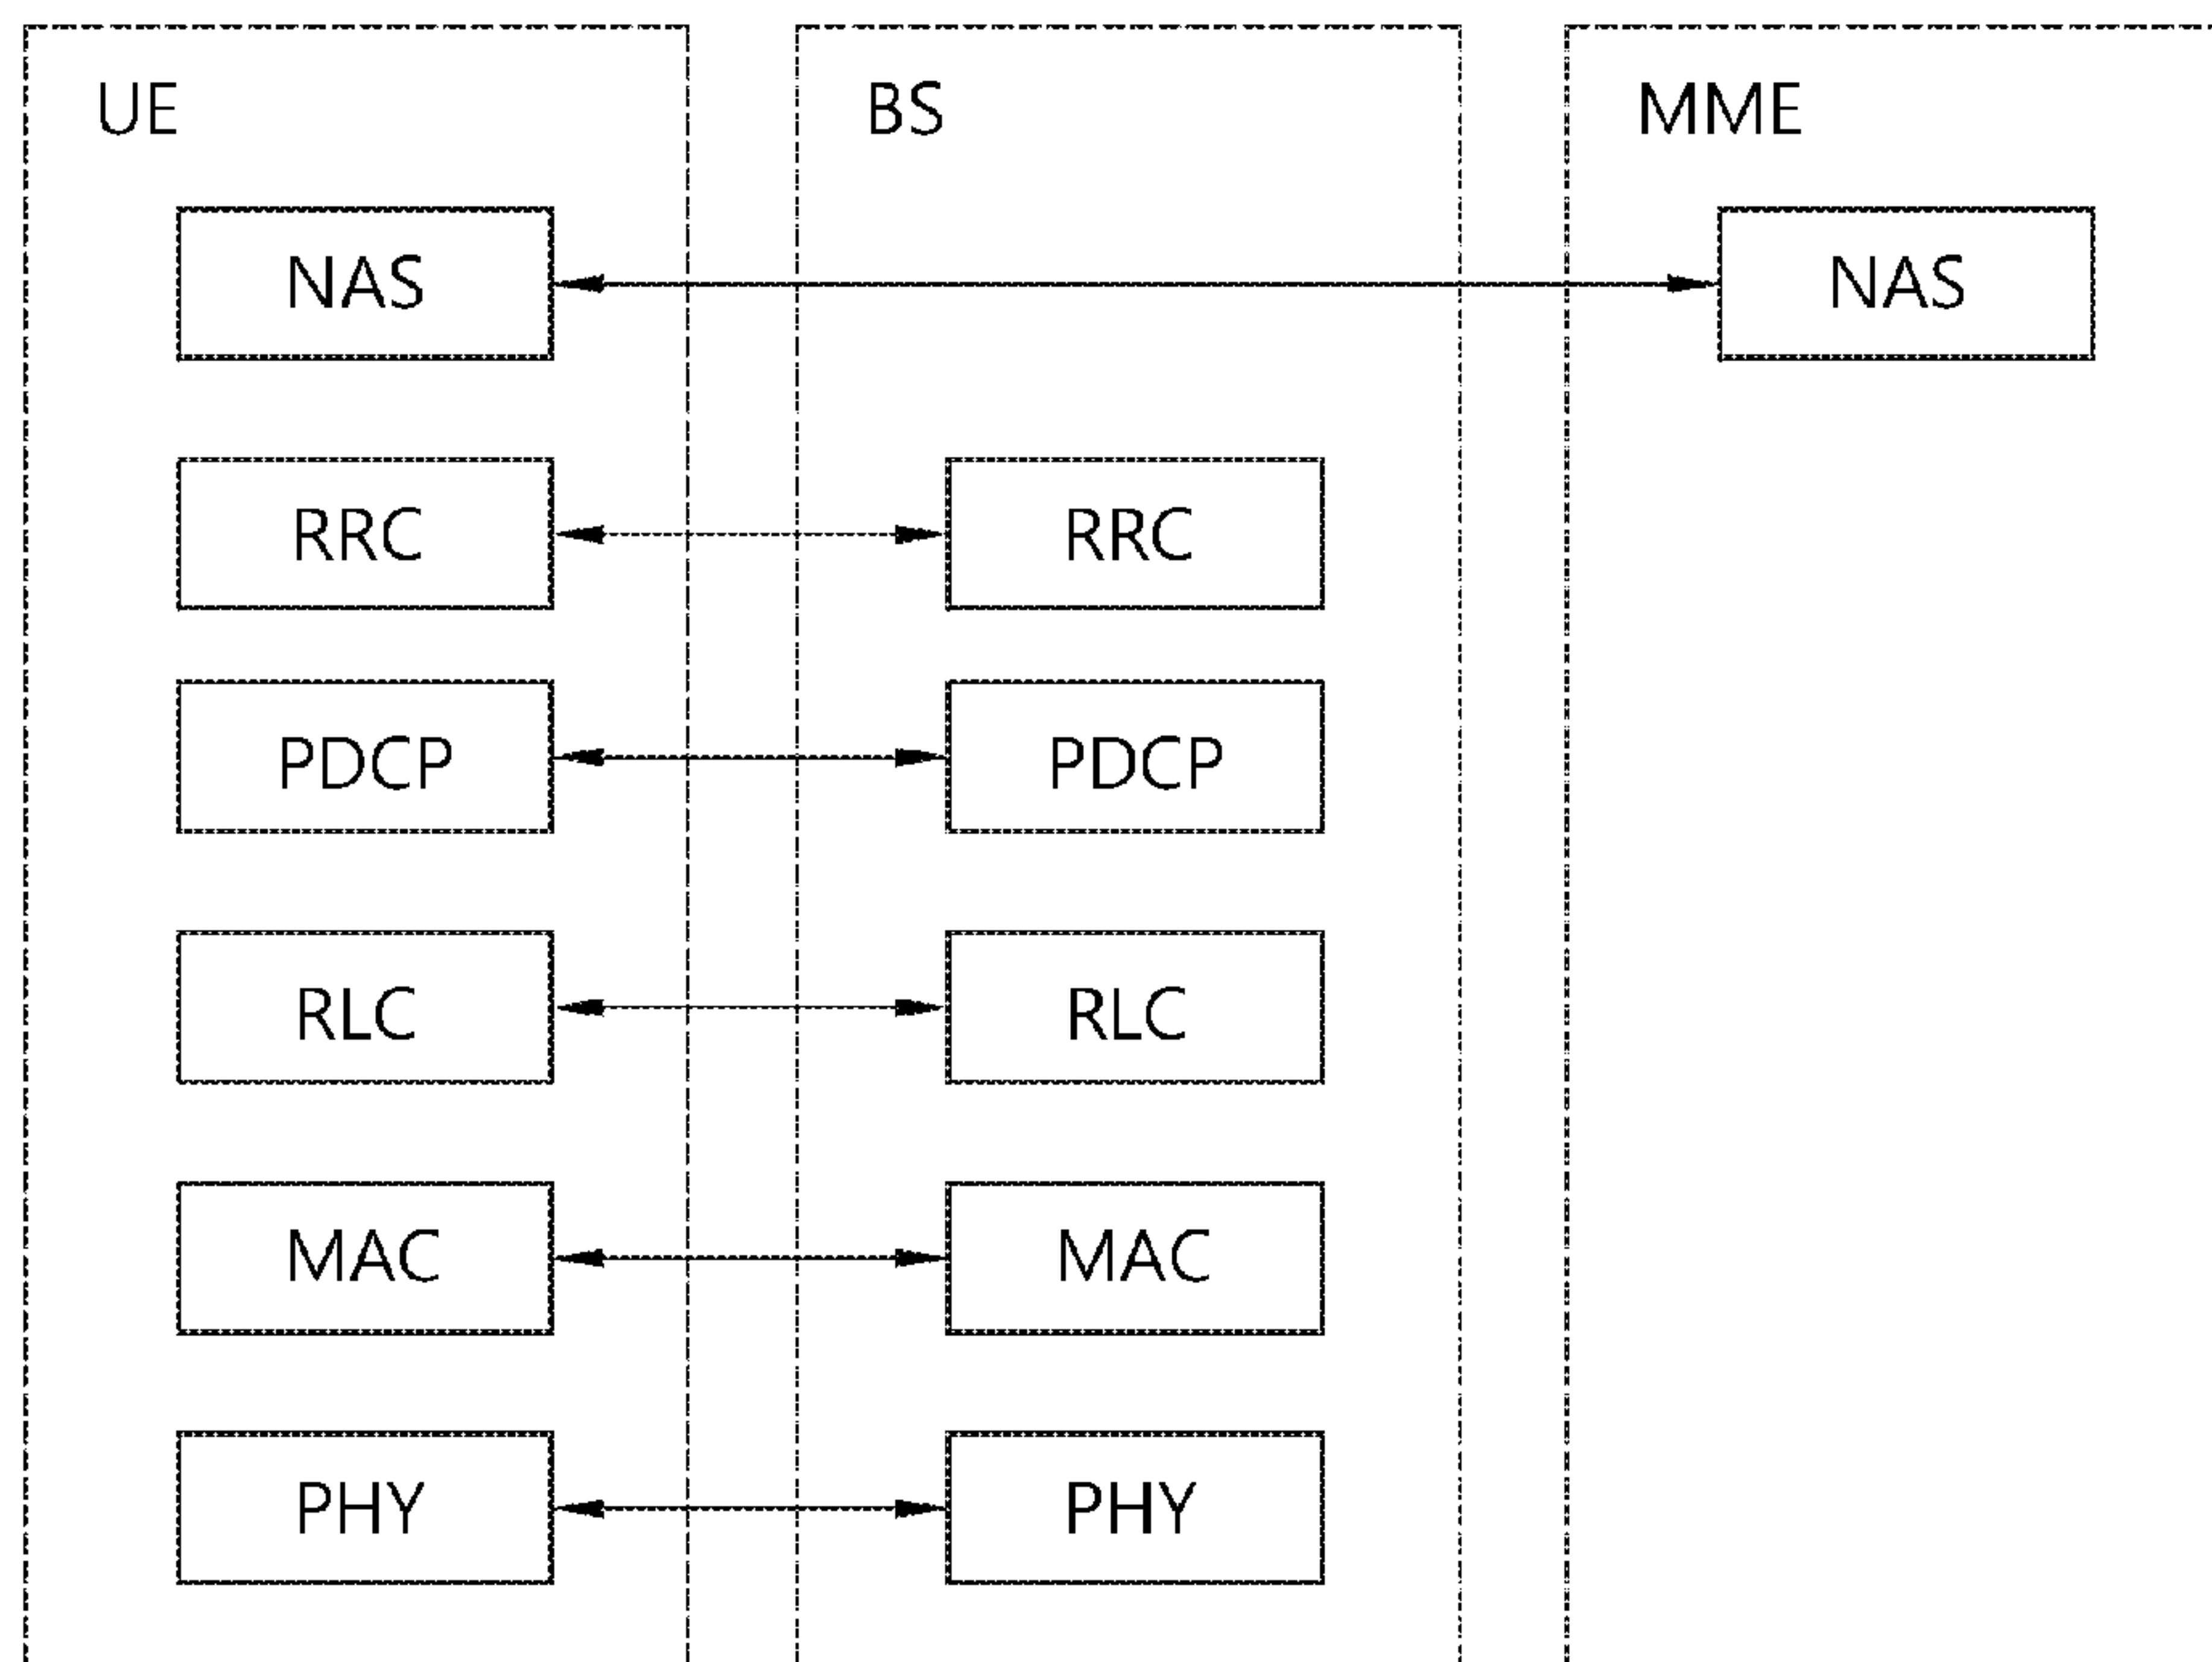 UE BS MME
NAS NAS
RRC RRC
PDCP PDCP
RLC RLC
MAC MAC
PHY PHY